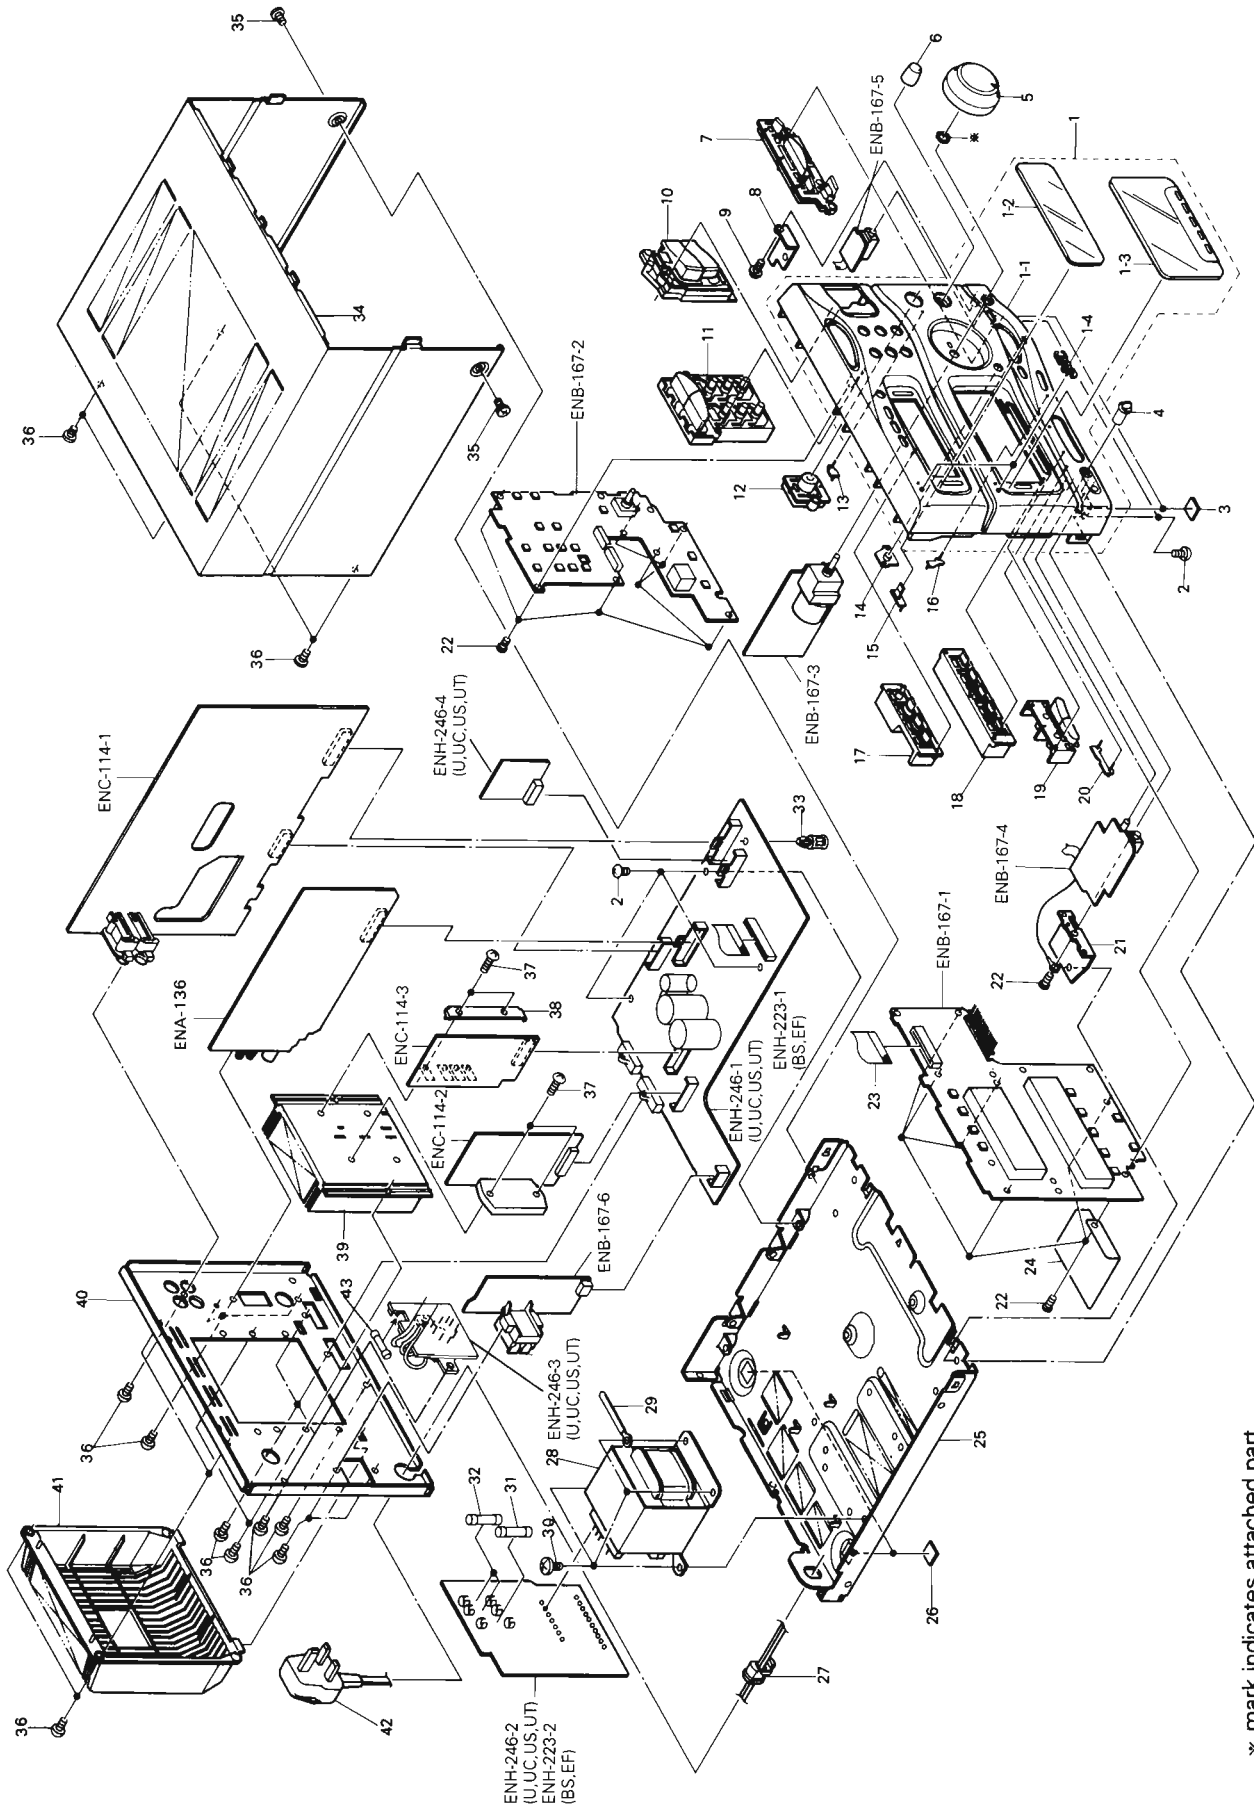 35
36
34
36
35
ENC-114-1
ENH-246-4
(U,UC,US,UT)
ENA-136
ENC-114-3
37
38
2
33
ENC-114-2
37
39
40
ENB-167-6
43
36
41
36
36
36
42
ENH-246-3
(U,UC,US,UT)
28
29
30
31
32
ENH-246-2
(U,UC,US,UT)
ENH-223-2
(BS,EF)
27
26
25
ENH-246-1
(U,UC,US,UT)
ENH-223-1
(BS,EF)
6
5
※
ENB-167-5
7
8
9
10
11
ENB-167-2
22
12
13
14
15
16
ENB-167-3
1
1-2
1-3
1-1
1-4
4
3
2
17
18
19
20
ENB-167-4
21
22
ENB-167-1
23
24
22
※ mark indicates attached part